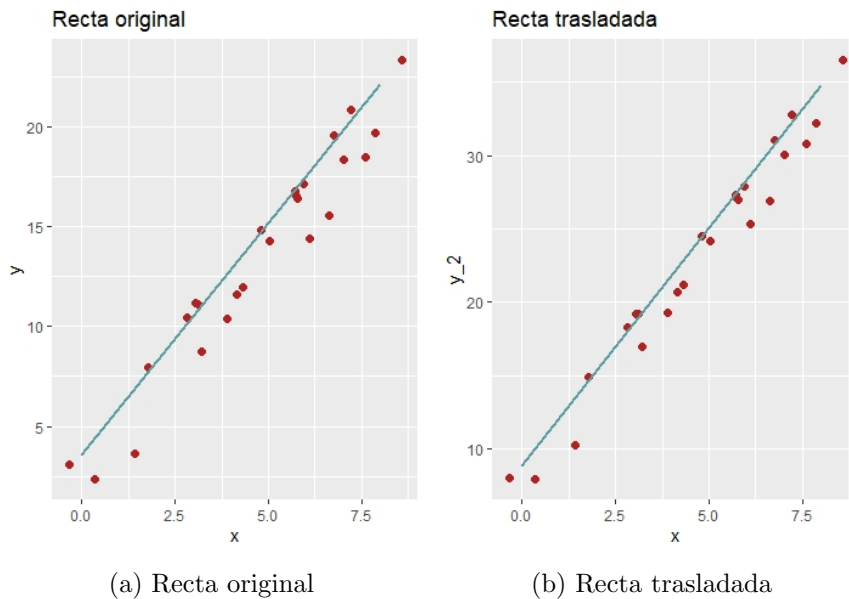 Recta original
20
15
10
5
y
0.0 2.5 5.0 7.5
x
(a) Recta original
Recta trasladada
30
20
10
y_2
0.0 2.5 5.0 7.5
x
(b) Recta trasladada